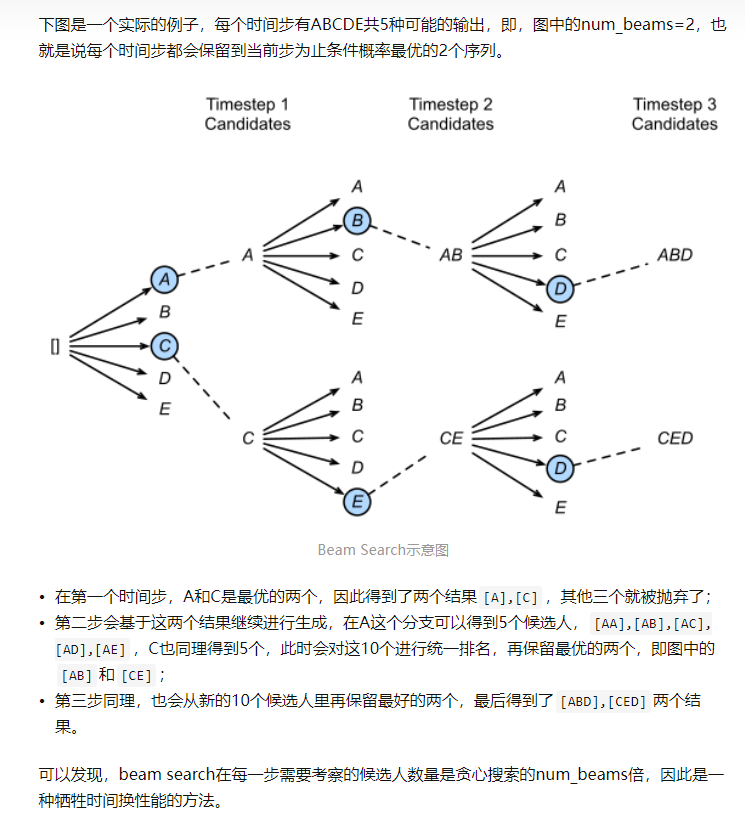 下图是一个实际的例子，每个时间步有ABCDE共5种可能的输出，即，图中的num_beams=2，也
就是说每个时间步都会保留到当前步为止条件概率最优的2个序列。
Timestep 1
Candidates
Timestep 2
Candidates
Timestep 3
Candidates
[]
A
B
C
D
E
A
A
B
C
D
E
C
A
B
C
D
E
AB
A
B
C
D
E
CE
A
B
C
D
E
ABD
CED
Beam Search示意图
• 在第一个时间步，A和C是最优的两个，因此得到了两个结果 [A],[C] ，其他三个就被抛弃了；
• 第二步会基于这两个结果继续进行生成，在A这个分支可以得到5个候选人， [AA],[AB],[AC],
[AD],[AE] ，C也同理得到5个，此时会对这10个进行统一排名，再保留最优的两个，即图中的
[AB] 和 [CE] ；
• 第三步同理，也会从新的10个候选人里再保留最好的两个，最后得到了 [ABD],[CED] 两个结
果。
可以发现，beam search在每一步需要考察的候选人数量是贪心搜索的num_beams倍，因此是一
种牺牲时间换性能的方法。